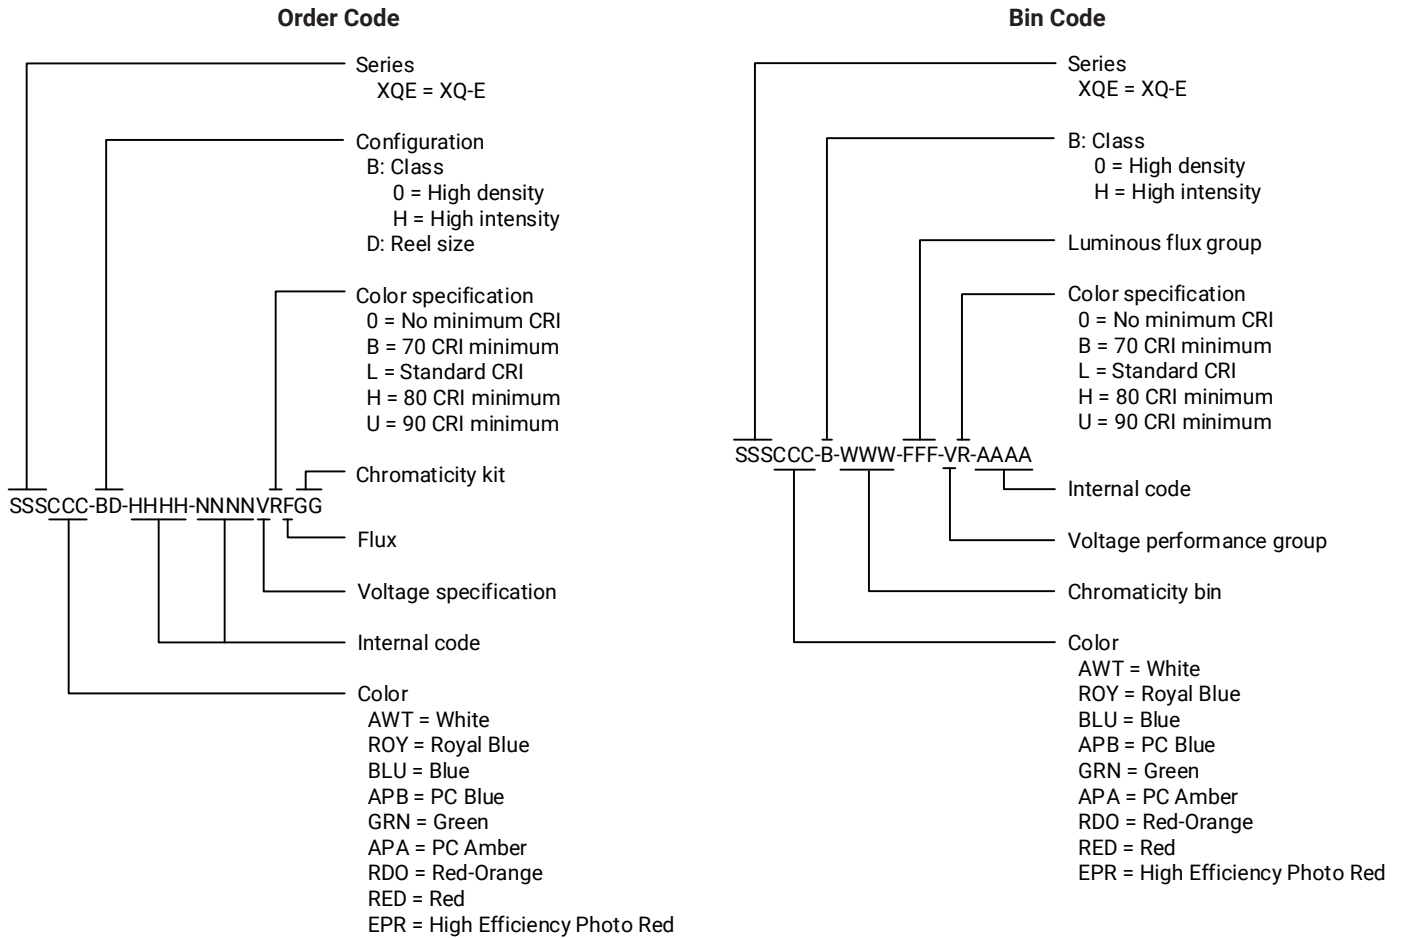 Order Code
Series
XQE = XQ-E
Configuration
B: Class
0 = High density
H = High intensity
D: Reel size
Color specification
0 = No minimum CRI
B = 70 CRI minimum
L = Standard CRI
H = 80 CRI minimum
U = 90 CRI minimum
Chromaticity kit
SSSCCC-BD-HHHH-NNNNVRFGG
Flux
Voltage specification
Internal code
Color
AWT = White
ROY = Royal Blue
BLU = Blue
APB = PC Blue
GRN = Green
APA = PC Amber
RDO = Red-Orange
RED = Red
EPR = High Efficiency Photo Red
Bin Code
Series
XQE = XQ-E
B: Class
0 = High density
H = High intensity
Luminous flux group
Color specification
0 = No minimum CRI
B = 70 CRI minimum
L = Standard CRI
H = 80 CRI minimum
U = 90 CRI minimum
SSSCCC-B-WWW-FFF-VR-AAAA
Internal code
Voltage performance group
Chromaticity bin
Color
AWT = White
ROY = Royal Blue
BLU = Blue
APB = PC Blue
GRN = Green
APA = PC Amber
RDO = Red-Orange
RED = Red
EPR = High Efficiency Photo Red